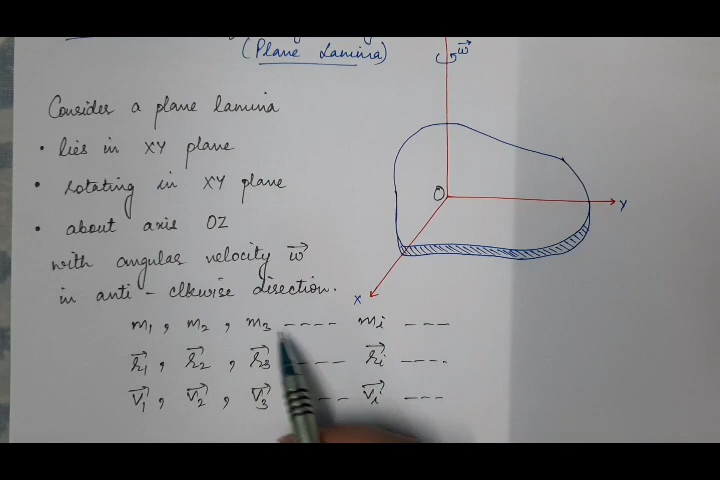 (Plane Lamina)
Consider a plane lamina
• lies in XY plane
• rotating in XY plane
• about axis OZ
with angular velocity ω⃗
in anti-clkwise direction.
m₁, m₂, m₃ ---- mᵢ ---
r⃗₁, r⃗₂, r⃗₃ ---- r⃗ᵢ ----
v⃗₁, v⃗₂, v⃗₃ ---- v⃗ᵢ ---
ω⃗
O
Y
X